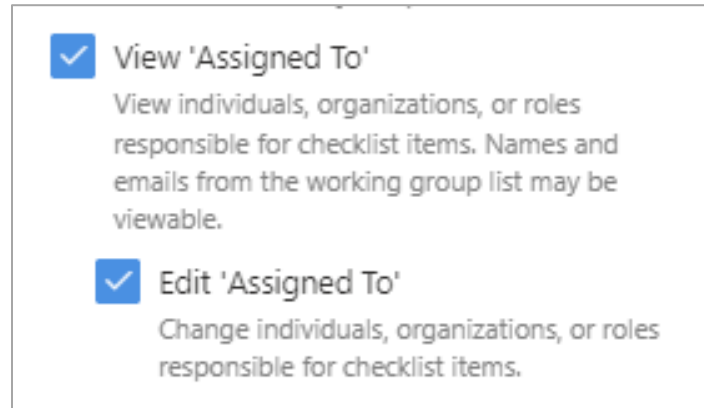 View 'Assigned To'
View individuals, organizations, or roles
responsible for checklist items. Names and
emails from the working group list may be
viewable.
Edit 'Assigned To'
Change individuals, organizations, or roles
responsible for checklist items.